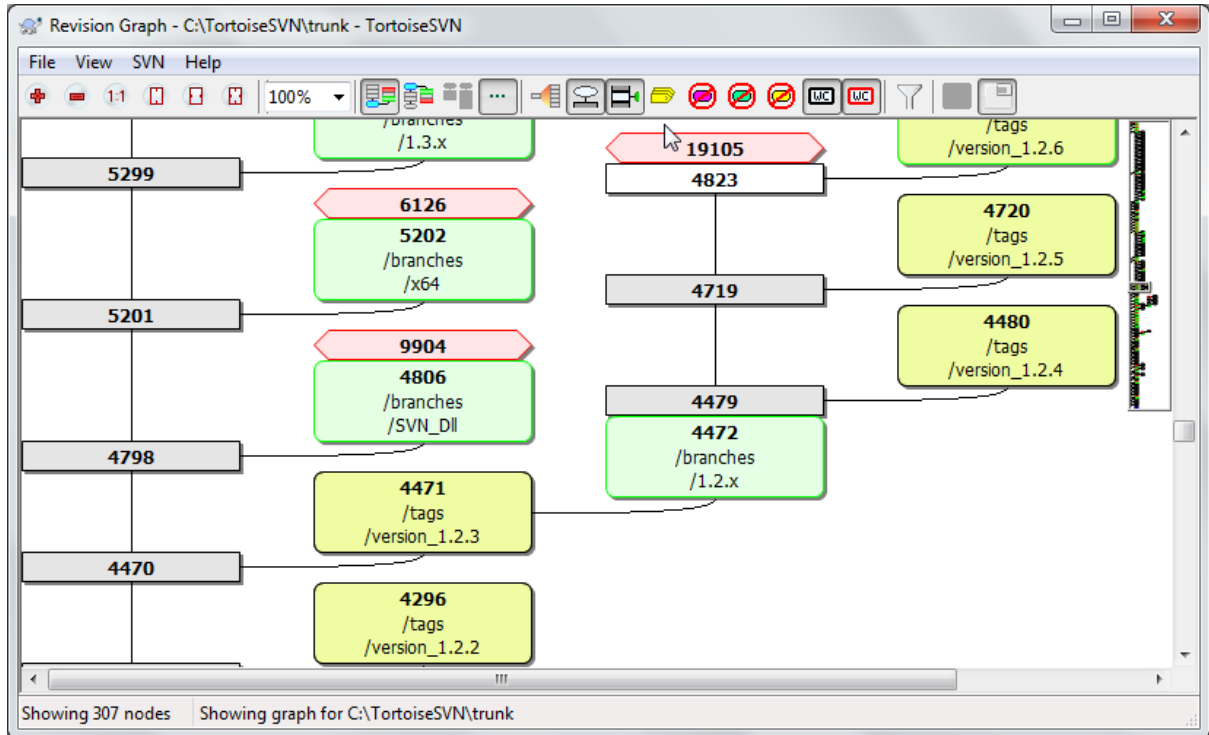 Revision Graph - C:\TortoiseSVN\trunk - TortoiseSVN
File View SVN Help
1:1 100% ... WC WC
/branches
/1.3.x
5299
6126
5202
/branches
/x64
5201
9904
4806
/branches
/SVN_Dll
4798
4471
/tags
/version_1.2.3
4470
4296
/tags
/version_1.2.2
19105
4823
4719
4479
4472
/branches
/1.2.x
/tags
/version_1.2.6
4720
/tags
/version_1.2.5
4480
/tags
/version_1.2.4
Showing 307 nodes Showing graph for C:\TortoiseSVN\trunk